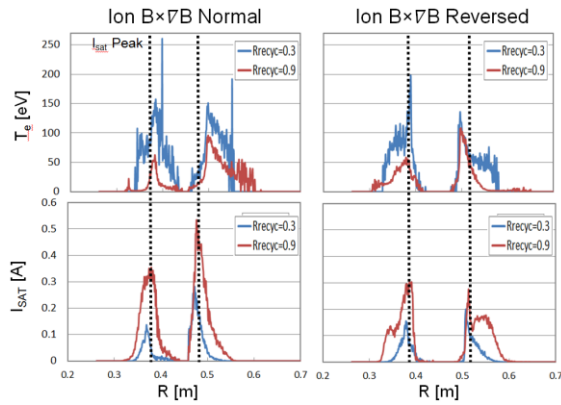 Ion B×∇B Normal
Ion B×∇B Reversed
I_sat Peak
Rrecyc=0.3
Rrecyc=0.9
Rrecyc=0.3
Rrecyc=0.9
T_e [eV]
250
200
150
100
50
0
Rrecyc=0.3
Rrecyc=0.9
Rrecyc=0.3
Rrecyc=0.9
I_SAT [A]
0.6
0.5
0.4
0.3
0.2
0.1
0
0.2 0.3 0.4 0.5 0.6 0.7
0.2 0.3 0.4 0.5 0.6 0.7
R [m]
R [m]